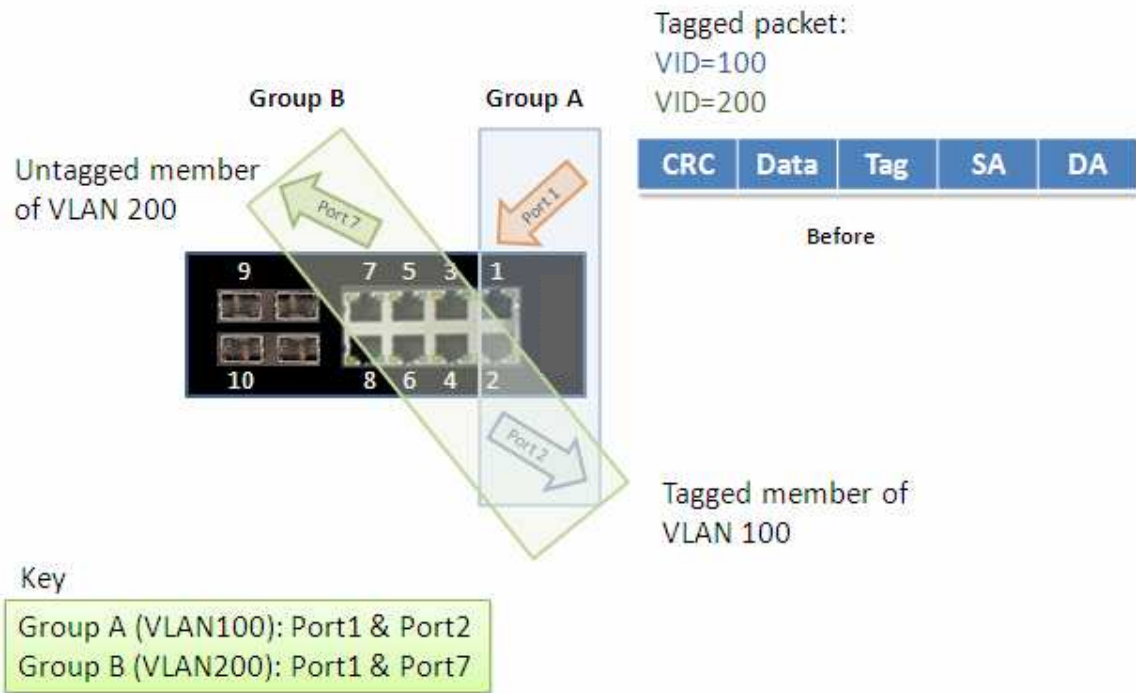 Tagged packet:
VID=100
VID=200
Group B
Group A
CRC Data Tag SA DA
Before
Untagged member
of VLAN 200
Port 7
Port 1
9 7 5 3 1
10 8 6 4 2
Port 2
Tagged member of
VLAN 100
Key
Group A (VLAN100): Port1 & Port2
Group B (VLAN200): Port1 & Port7